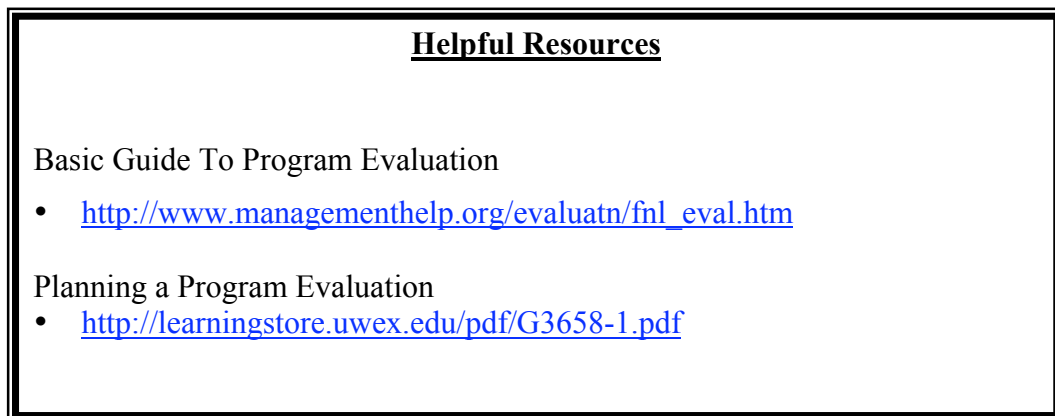 Helpful Resources
Basic Guide To Program Evaluation
• http://www.managementhelp.org/evaluatn/fnl_eval.htm
Planning a Program Evaluation
• http://learningstore.uwex.edu/pdf/G3658-1.pdf